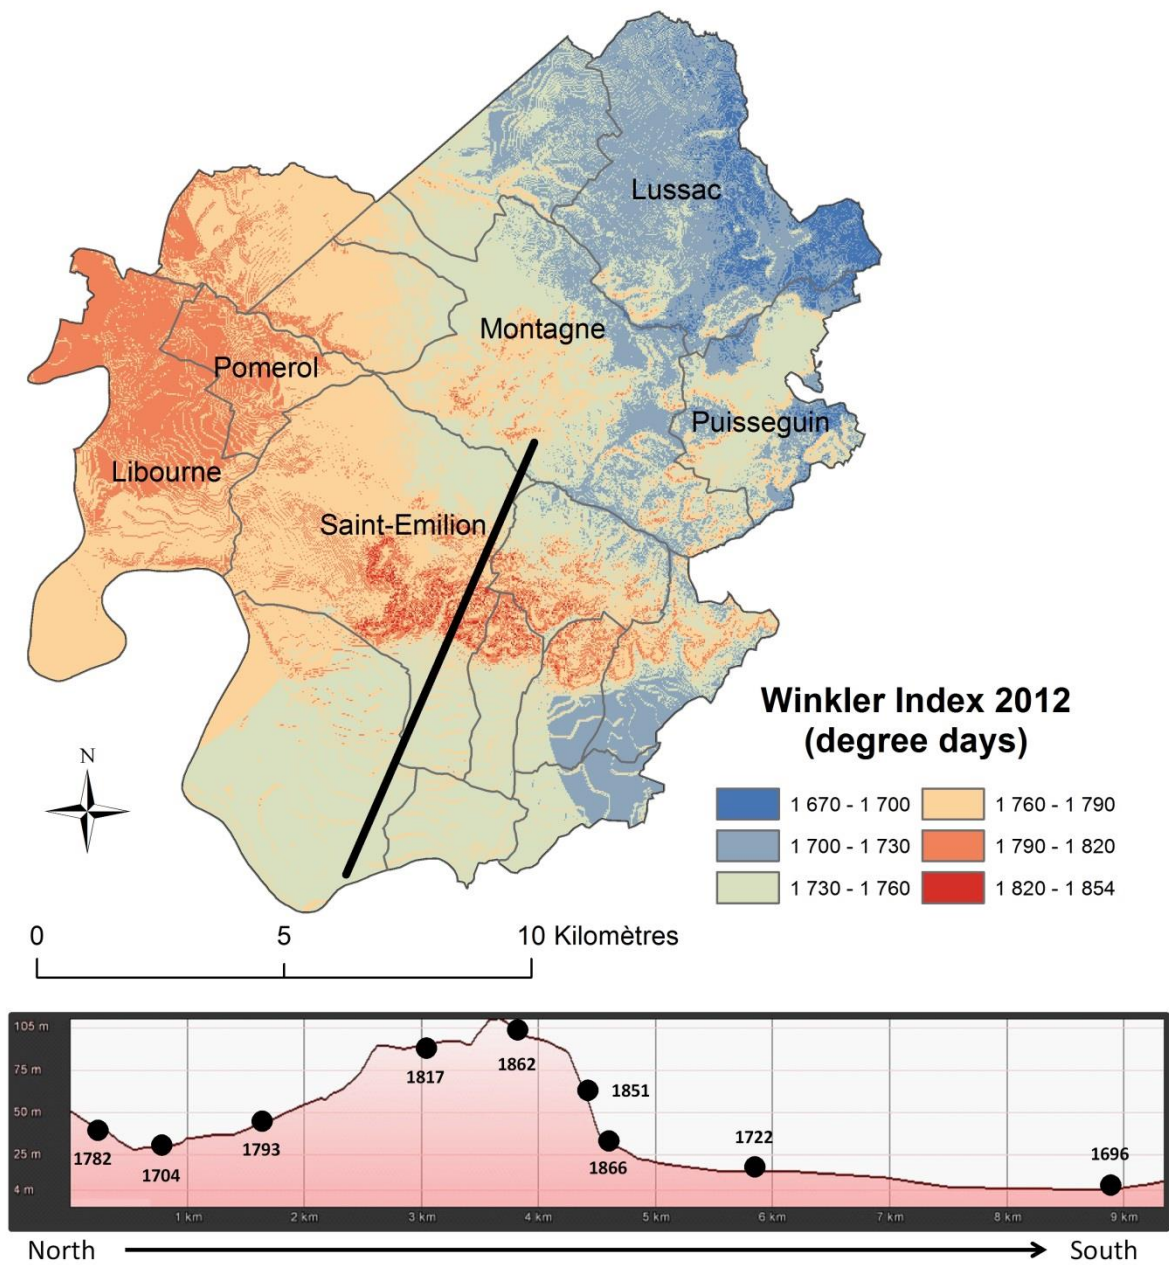 Lussac
Montagne
Pomerol
Puisseguin
Libourne
Saint-Emilion
Winkler Index 2012
(degree days)
N
1 670 - 1 700
1 760 - 1 790
1 700 - 1 730
1 790 - 1 820
1 730 - 1 760
1 820 - 1 854
0 5 10 Kilomètres
105 m
75 m
50 m
25 m
4 m
1782
1704
1793
1817
1862
1851
1866
1722
1696
1 km 2 km 3 km 4 km 5 km 6 km 7 km 8 km 9 km
North South